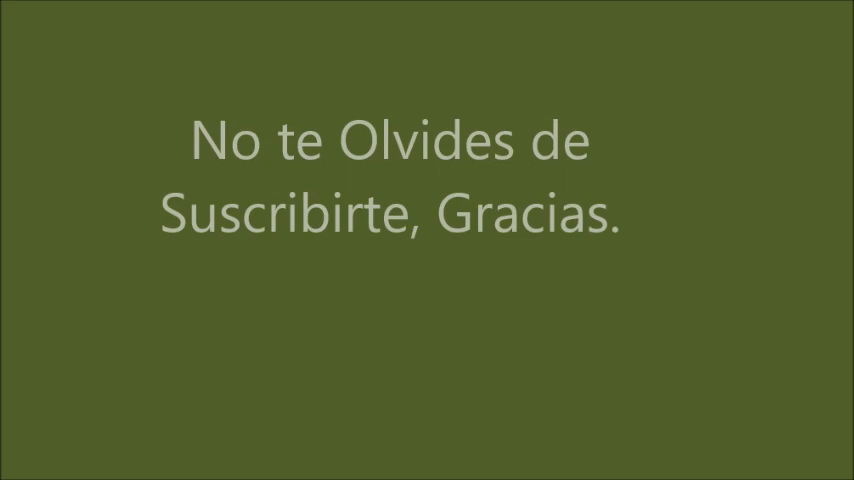 No te Olvides de
Suscribirte, Gracias.